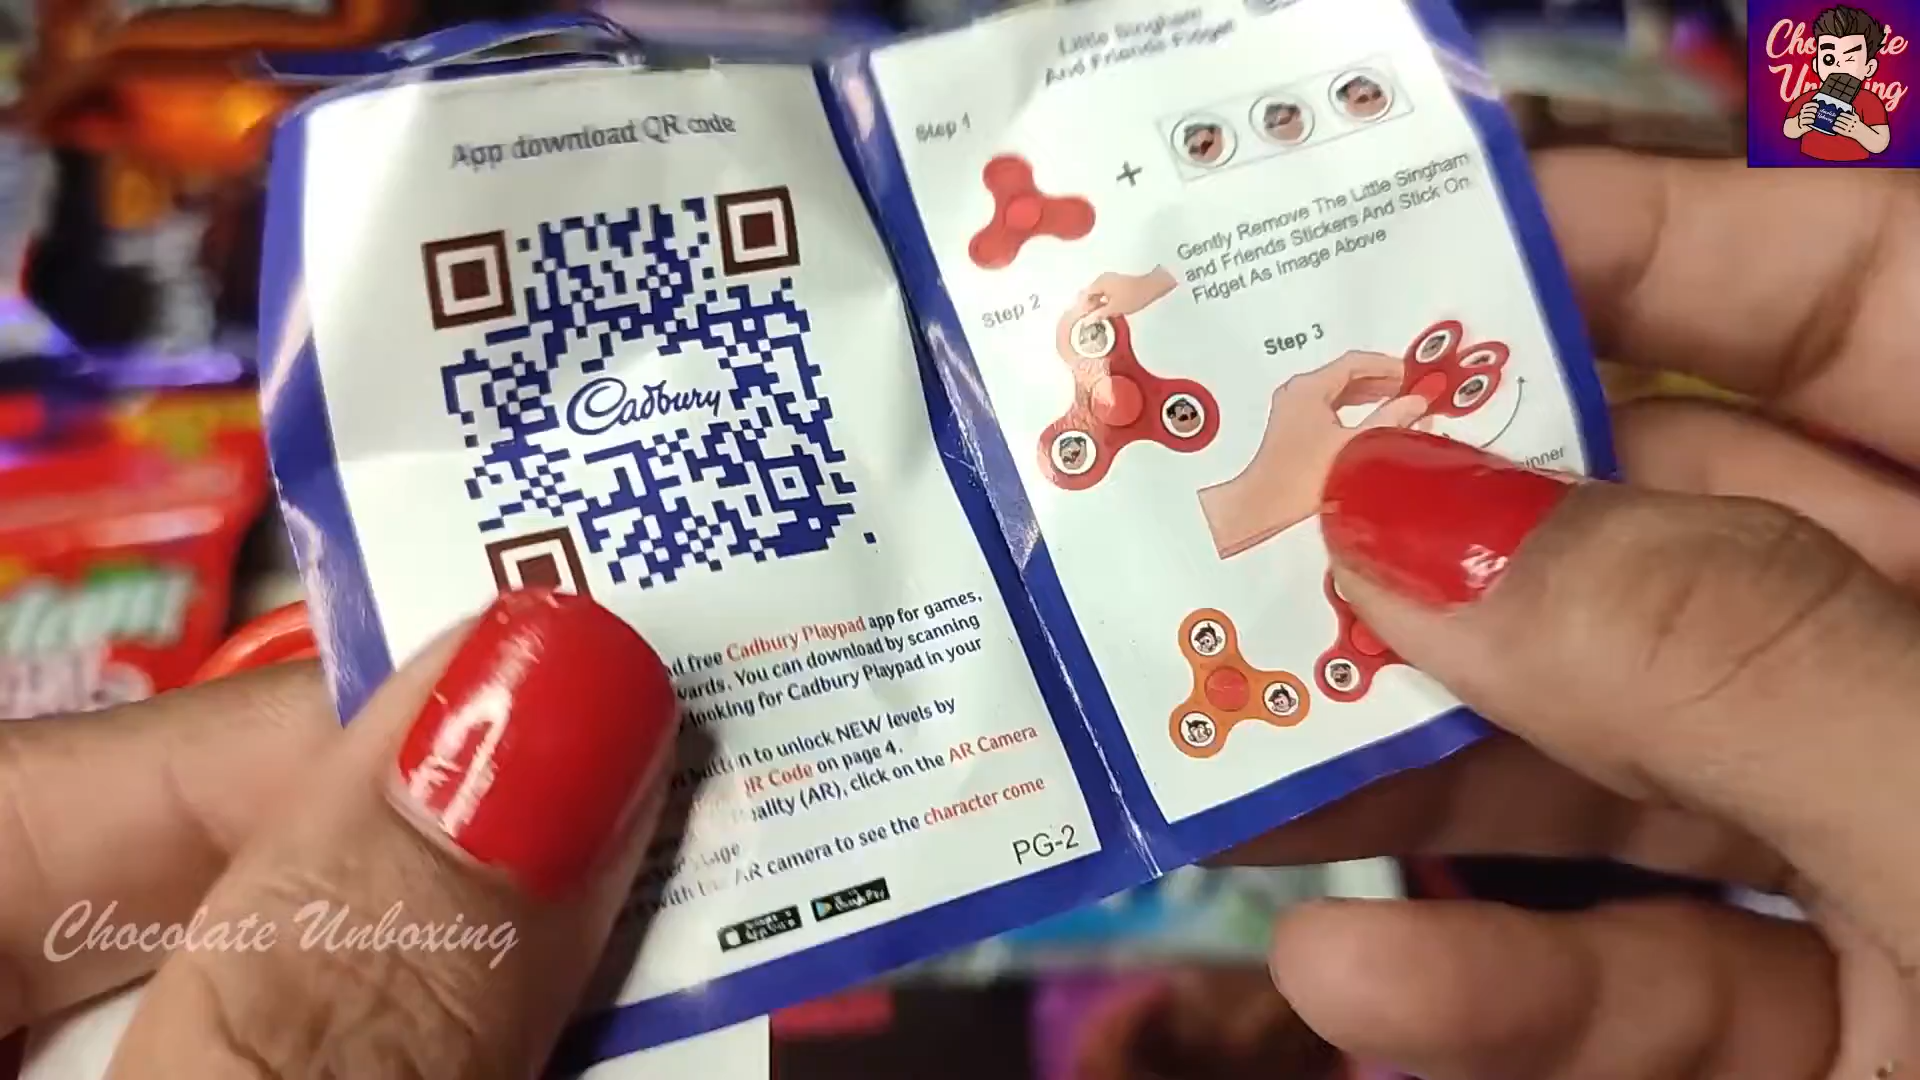 App download QR code
Cadbury
free Cadbury Playpad app for games,
You can download by scanning
looking for Cadbury Playpad in your
button to unlock NEW levels by
Code on page 4.
(AR), click on the AR Camera
AR camera to see the character come
PG-2
Little Singham
And Friends Fidget
Step 1
+
Gently Remove The Little Singham
and Friends Stickers And Stick On
Fidget As Image Above
Step 2
Step 3
Chocolate Unboxing